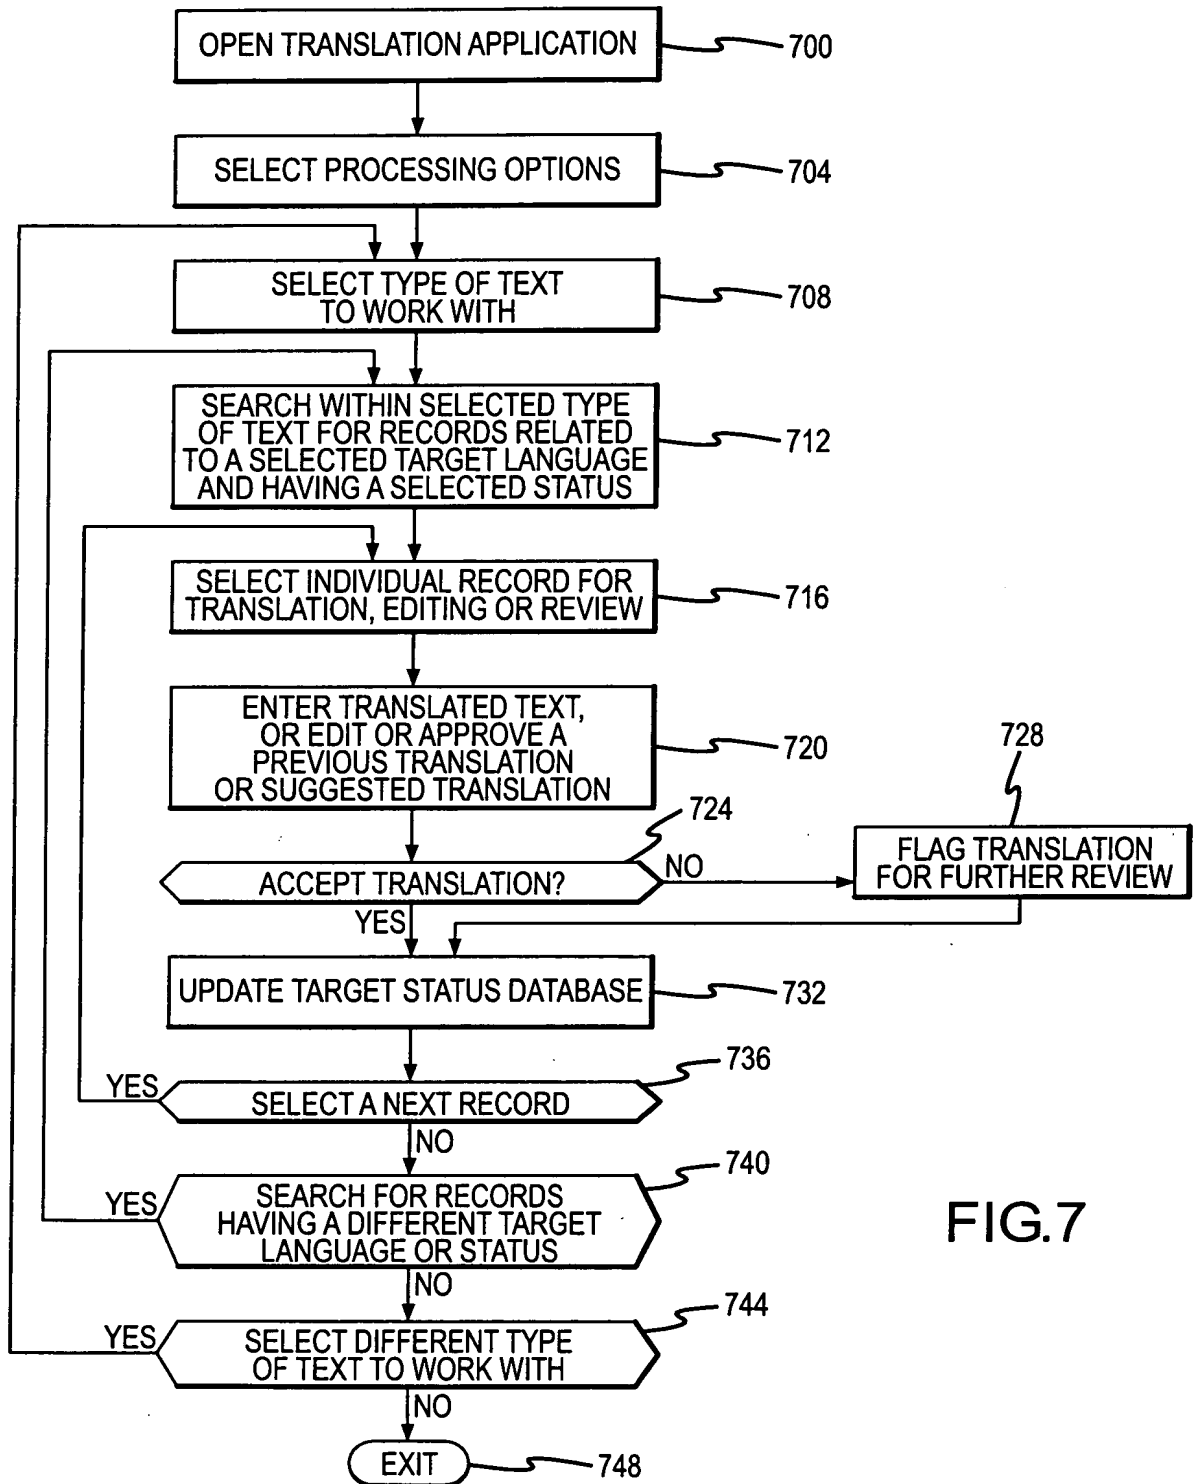 OPEN TRANSLATION APPLICATION
700
SELECT PROCESSING OPTIONS
704
SELECT TYPE OF TEXT
TO WORK WITH
708
SEARCH WITHIN SELECTED TYPE
OF TEXT FOR RECORDS RELATED
TO A SELECTED TARGET LANGUAGE
AND HAVING A SELECTED STATUS
712
SELECT INDIVIDUAL RECORD FOR
TRANSLATION, EDITING OR REVIEW
716
ENTER TRANSLATED TEXT,
OR EDIT OR APPROVE A
PREVIOUS TRANSLATION
OR SUGGESTED TRANSLATION
720
724
ACCEPT TRANSLATION?
NO
728
FLAG TRANSLATION
FOR FURTHER REVIEW
YES
UPDATE TARGET STATUS DATABASE
732
736
YES
SELECT A NEXT RECORD
NO
740
YES
SEARCH FOR RECORDS
HAVING A DIFFERENT TARGET
LANGUAGE OR STATUS
NO
744
YES
SELECT DIFFERENT TYPE
OF TEXT TO WORK WITH
NO
EXIT
748
FIG.7